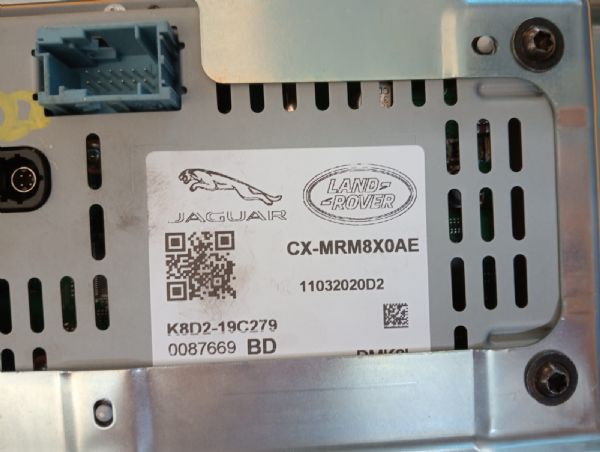 JAGUAR
LAND-
-ROVER
CX-MRM8X0AE
11032020D2
K8D2-19C279
0087669 BD